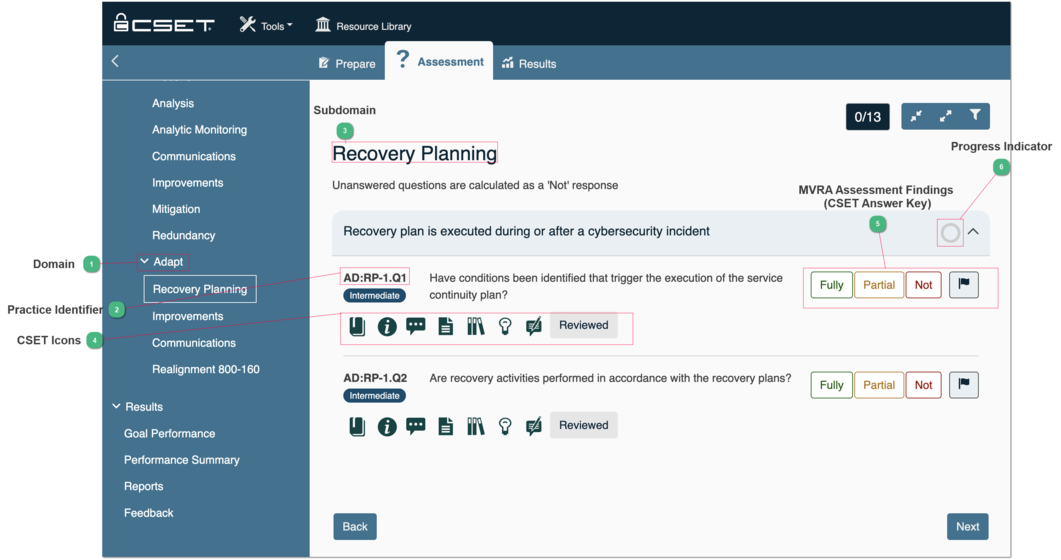 CSET
Tools
Resource Library
Prepare
? Assessment
Results
Analysis
Analytic Monitoring
Communications
Improvements
Mitigation
Redundancy
Domain
1
Adapt
Recovery Planning
Practice Identifier
2
Improvements
CSET Icons
4
Communications
Realignment 800-160
Results
Goal Performance
Performance Summary
Reports
Feedback
Subdomain
3
0/13
Recovery Planning
Progress Indicator
6
Unanswered questions are calculated as a 'Not' response
MVRA Assessment Findings
(CSET Answer Key)
5
Recovery plan is executed during or after a cybersecurity incident
AD:RP-1.Q1
Intermediate
Have conditions been identified that trigger the execution of the service
continuity plan?
Fully
Partial
Not
Reviewed
AD:RP-1.Q2
Intermediate
Are recovery activities performed in accordance with the recovery plans?
Fully
Partial
Not
Reviewed
Back
Next